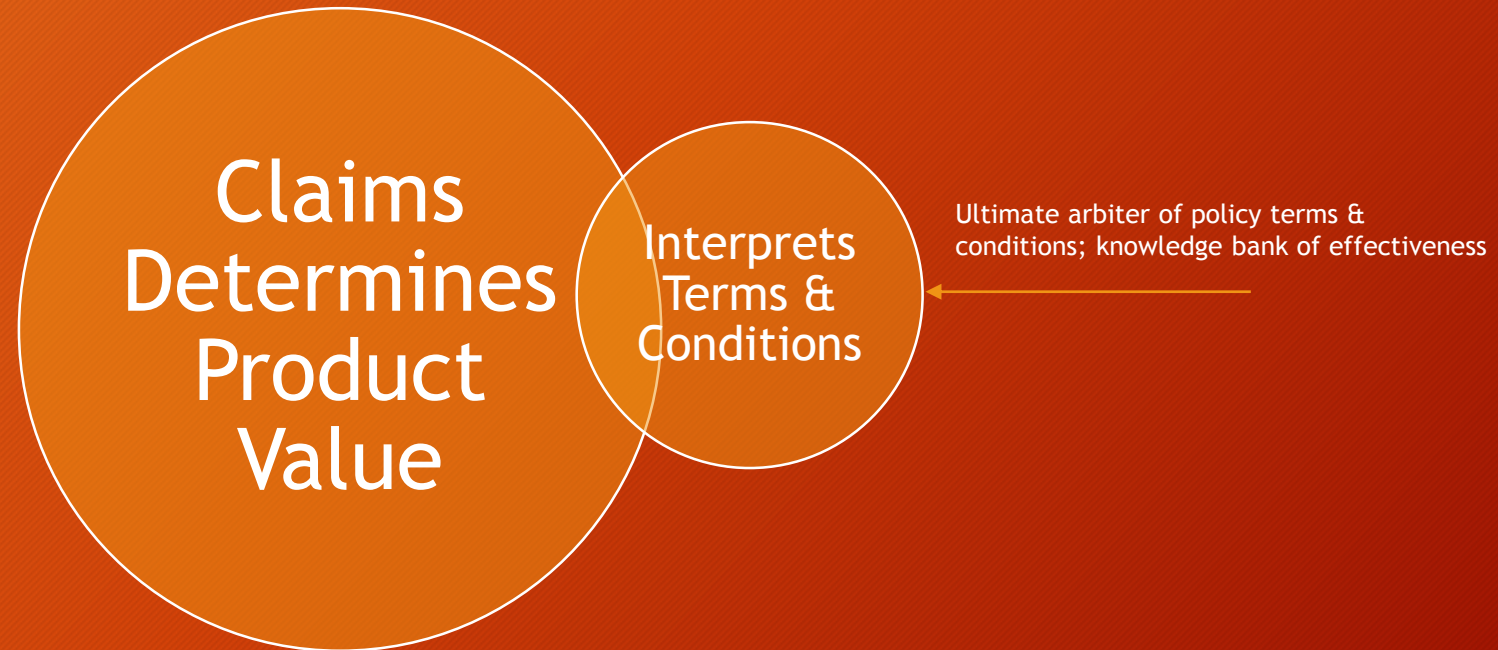 Claims
Determines
Product
Value
Interprets
Terms &
Conditions
Ultimate arbiter of policy terms &
conditions; knowledge bank of effectiveness